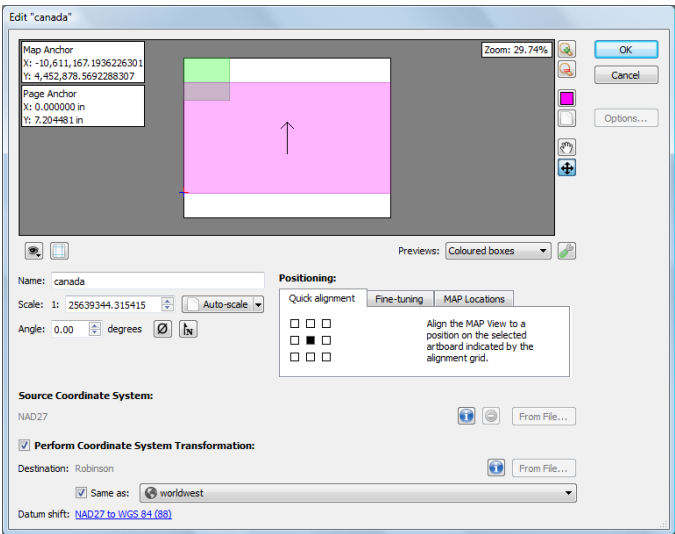 Edit "canada"
Map Anchor
X: -10,611,167.1936226301
Y: 4,452,878.5692288307
Page Anchor
X: 0.000000 in
Y: 7.204481 in
Zoom: 29.74%
OK
Cancel
Options...
Previews: Coloured boxes
Name: canada
Scale: 1: 25639344.315415 Auto-scale
Angle: 0.00 degrees Ø N
Positioning:
Quick alignment Fine-tuning MAP Locations
Align the MAP View to a
position on the selected
artboard indicated by the
alignment grid.
Source Coordinate System:
NAD27 From File...
Perform Coordinate System Transformation:
Destination: Robinson From File...
Same as: worldwest
Datum shift: NAD27 to WGS 84 (88)